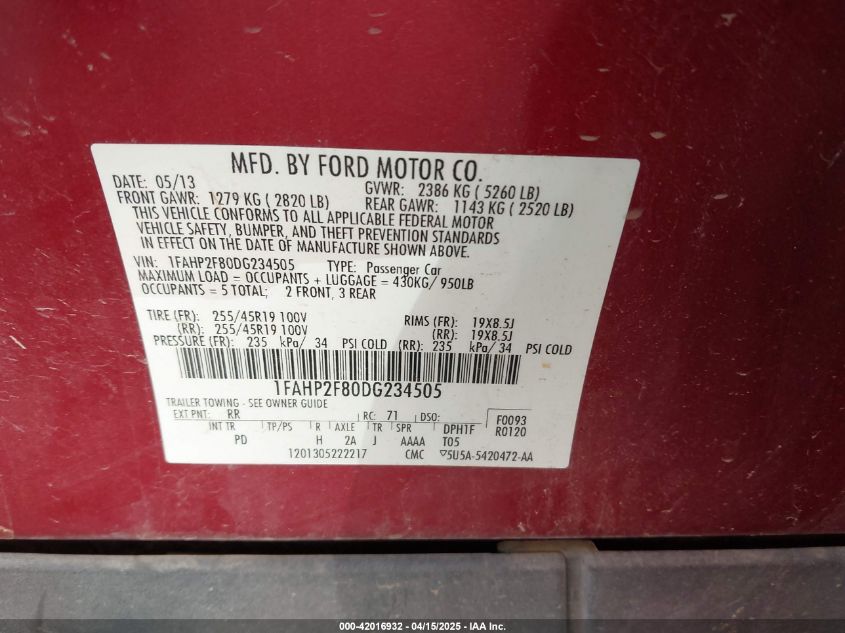 MFD. BY FORD MOTOR CO.
DATE: 05/13 GVWR: 2386 KG ( 5260 LB)
FRONT GAWR: 1279 KG ( 2820 LB) REAR GAWR: 1143 KG ( 2520 LB)
THIS VEHICLE CONFORMS TO ALL APPLICABLE FEDERAL MOTOR
VEHICLE SAFETY, BUMPER, AND THEFT PREVENTION STANDARDS
IN EFFECT ON THE DATE OF MANUFACTURE SHOWN ABOVE.
VIN: 1FAHP2F80DG234505 TYPE: Passenger Car
MAXIMUM LOAD = OCCUPANTS + LUGGAGE = 430KG/ 950LB
OCCUPANTS = 5 TOTAL; 2 FRONT, 3 REAR
TIRE (FR): 255/45R19 100V RIMS (FR): 19X8.5J
(RR): 255/45R19 100V (RR): 19X8.5J
PRESSURE (FR): 235 kPa/ 34 PSI COLD (RR): 235 kPa/ 34 PSI COLD
1FAHP2F80DG234505
TRAILER TOWING - SEE OWNER GUIDE
EXT PNT: RR RC: 71 DSO: F0093
INT TR TP/PS R AXLE TR SPR DPH1F R0120
PD H 2A J AAAA T05
1201305222217 CMC ▽5U5A-5420472-AA
000-42016932 - 04/15/2025 - IAA Inc.